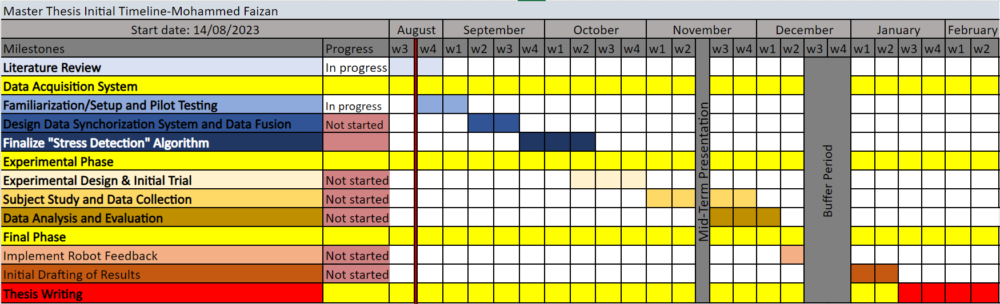 Master Thesis Initial Timeline-Mohammed Faizan
Start date: 14/08/2023 August September October November December January February
Milestones Progress w3 w4 w1 w2 w3 w4 w1 w2 w3 w4 w1 w2 w3 w4 w1 w2 w3 w4 w1 w2 w3 w4 w1 w2
Literature Review In progress
Data Acquisition System
Familiarization/Setup and Pilot Testing In progress
Design Data Synchorization System and Data Fusion Not started
Finalize "Stress Detection" Algorithm
Experimental Phase
Experimental Design & Initial Trial Not started
Subject Study and Data Collection Not started
Data Analysis and Evaluation Not started
Final Phase
Implement Robot Feedback Not started
Initial Drafting of Results Not started
Thesis Writing
Mid-Term Presentation
Buffer Period